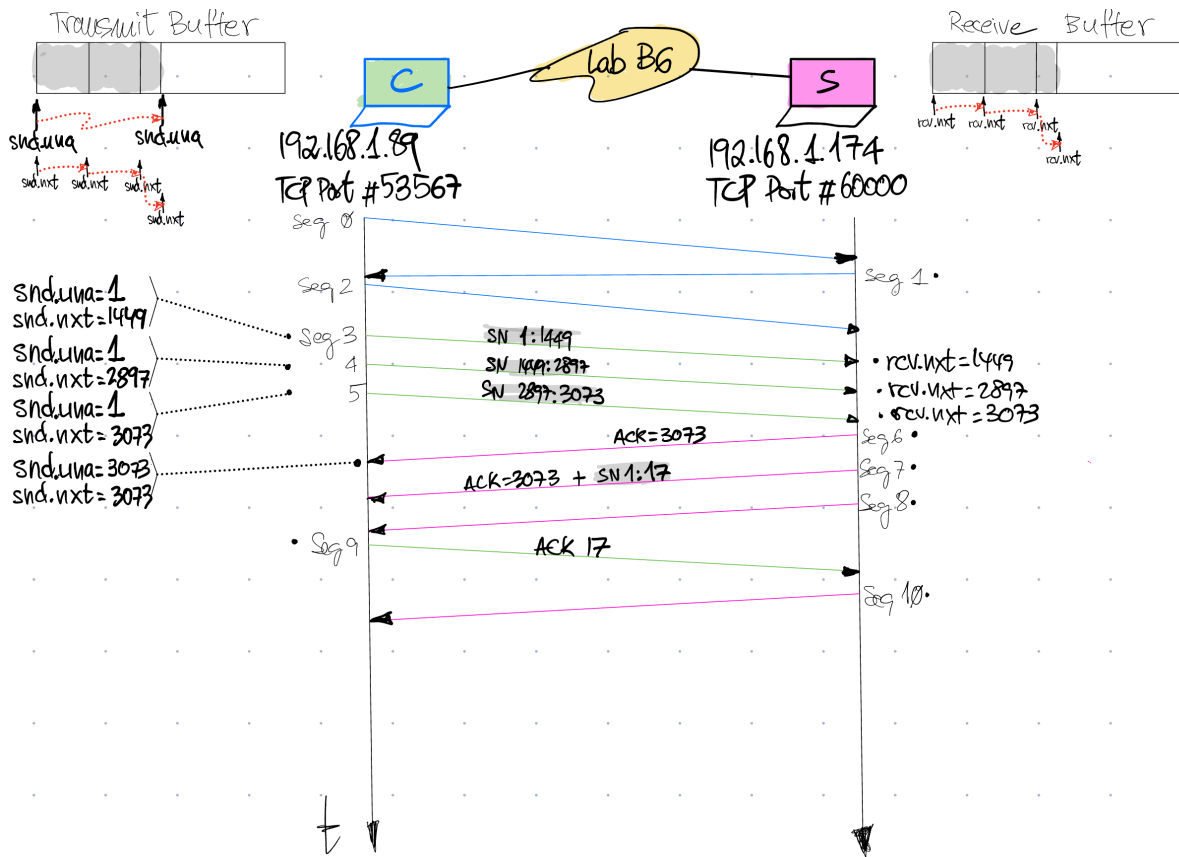 Transmit Buffer
Receive Buffer
Lab B6
C
S
snd.una
snd.una
snd.nxt
snd.nxt
snd.nxt
snd.nxt
rcv.nxt
rcv.nxt
rcv.nxt
rcv.nxt
192.168.1.89
TCP Port #53567
192.168.1.174
TCP Port #60000
Seg 0
Seg 1
Seg 2
snd.una=1
snd.nxt=1449
Seg 3
SN 1:1449
rcv.nxt=1449
snd.una=1
snd.nxt=2897
4
SN 1449:2897
rcv.nxt=2897
snd.una=1
snd.nxt=3073
5
SN 2897:3073
rcv.nxt=3073
ACK=3073
Seg 6
snd.una=3073
snd.nxt=3073
ACK=3073 + SN 1:17
Seg 7
Seg 8
Seg 9
ACK 17
Seg 10
t